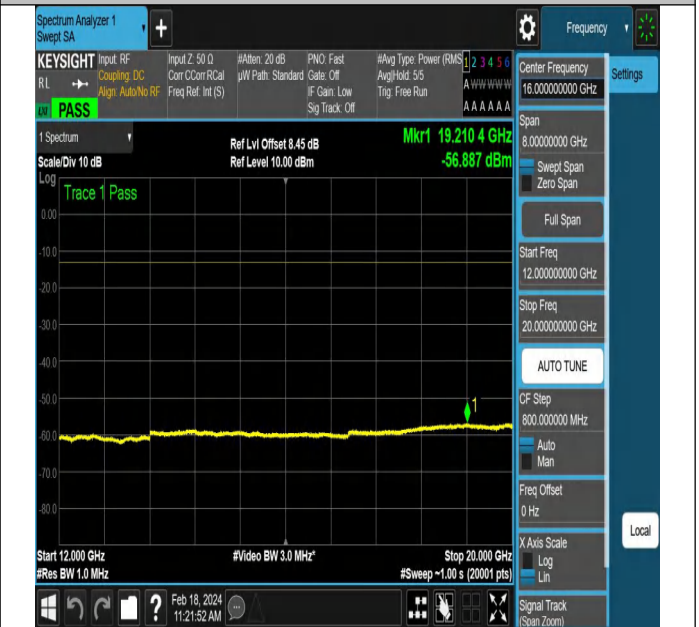 Spectrum Analyzer 1
Swept SA
+
Frequency
KEYSIGHT
RL
PASS
Input: RF
Coupling: DC
Align: Auto/No RF
Input Z: 50 Ω
Corr CCorr RCal
Freq Ref: Int (S)
#Atten: 20 dB
µW Path: Standard
PNO: Fast
Gate: Off
IF Gain: Low
Sig Track: Off
#Avg Type: Power (RMS
Avg|Hold: 5/5
Trig: Free Run
1 2 3 4 5 6
A W W W W W
A A A A A A
Center Frequency
16.000000000 GHz
Settings
1 Spectrum
Scale/Div 10 dB
Ref Lvl Offset 8.45 dB
Ref Level 10.00 dBm
Mkr1 19.210 4 GHz
-56.887 dBm
Span
8.00000000 GHz
Swept Span
Zero Span
Full Span
Start Freq
12.000000000 GHz
Stop Freq
20.000000000 GHz
AUTO TUNE
CF Step
800.000000 MHz
Auto
Man
Freq Offset
0 Hz
X Axis Scale
Log
Lin
Signal Track
(Span Zoom)
Local
Log
Trace 1 Pass
0.00
-10.0
-20.0
-30.0
-40.0
-50.0
-60.0
-70.0
-80.0
1
Start 12.000 GHz
#Res BW 1.0 MHz
#Video BW 3.0 MHz*
Stop 20.000 GHz
#Sweep ~1.00 s (20001 pts)
?
Feb 18, 2024
11:21:52 AM